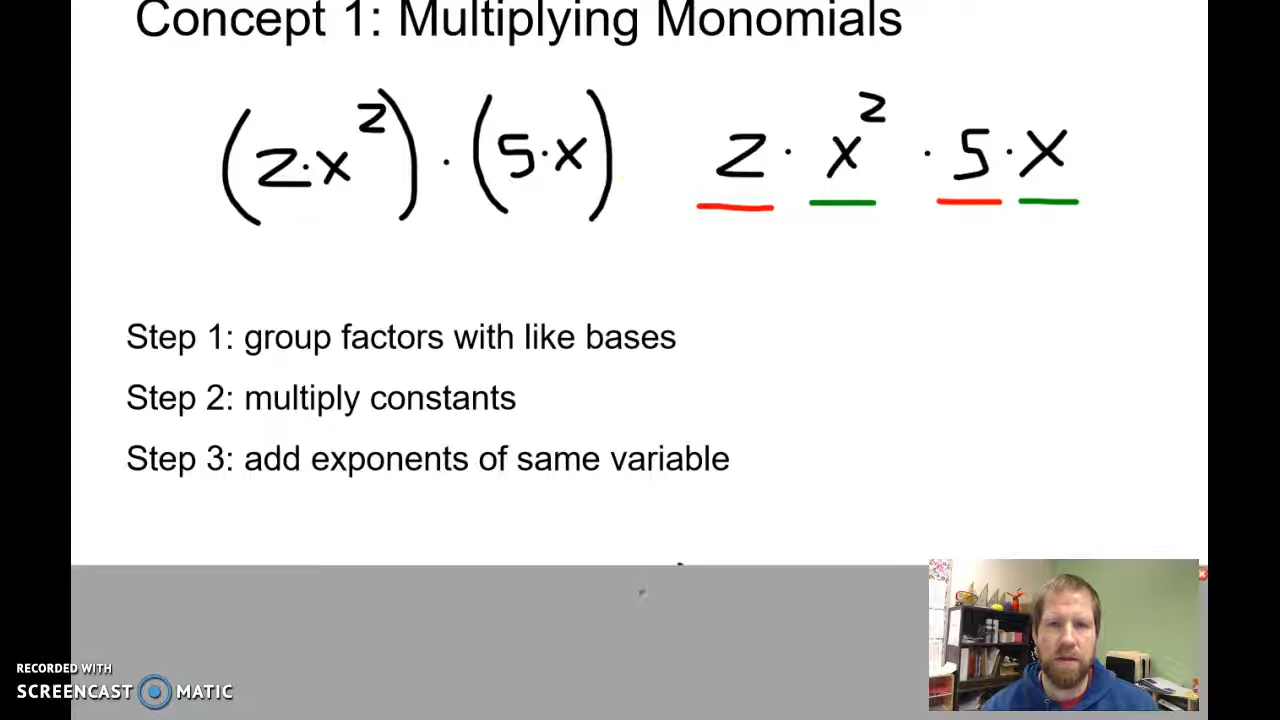 Concept 1: Multiplying Monomials
(2·x²)·(5·x) 2·x²·5·x
Step 1: group factors with like bases
Step 2: multiply constants
Step 3: add exponents of same variable
RECORDED WITH
SCREENCAST MATIC